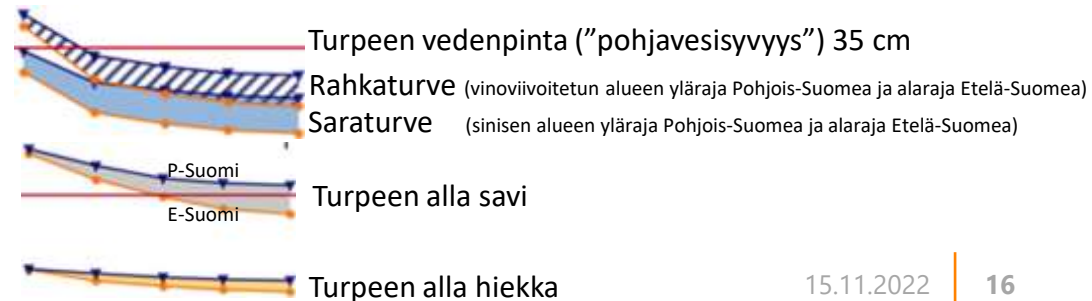 Turpeen vedenpinta (”pohjavesisyvyys”) 35 cm
Rahkaturve (vinoviivoitetun alueen yläraja Pohjois-Suomea ja alaraja Etelä-Suomea)
Saraturve (sinisen alueen yläraja Pohjois-Suomea ja alaraja Etelä-Suomea)
P-Suomi
E-Suomi
Turpeen alla savi
Turpeen alla hiekka
15.11.2022 16